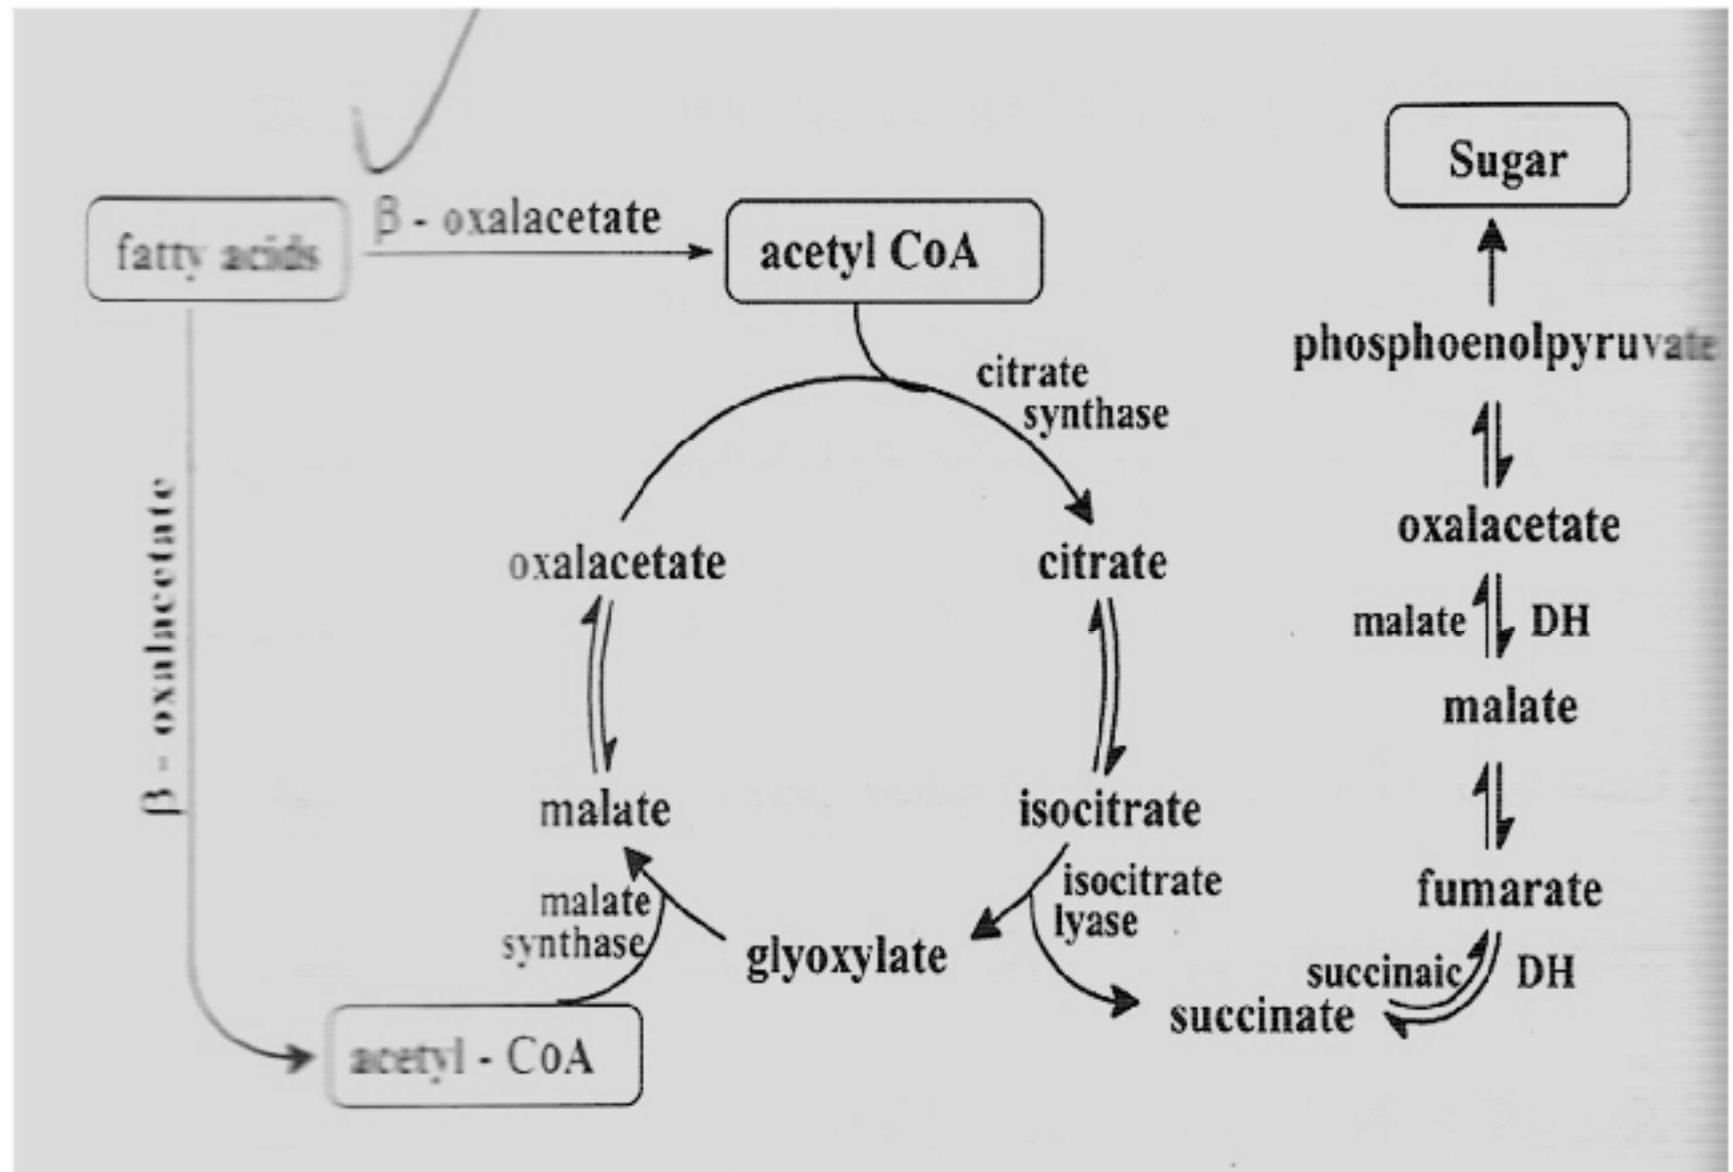 Sugar
fatty acids
β - oxalacetate
acetyl CoA
phosphoenolpyruvate
citrate
synthase
oxalacetate
oxalacetate
citrate
malate DH
β - oxalacetate
malate
malate
isocitrate
isocitrate
lyase
fumarate
malate
synthase
glyoxylate
succinaic DH
succinate
acetyl - CoA